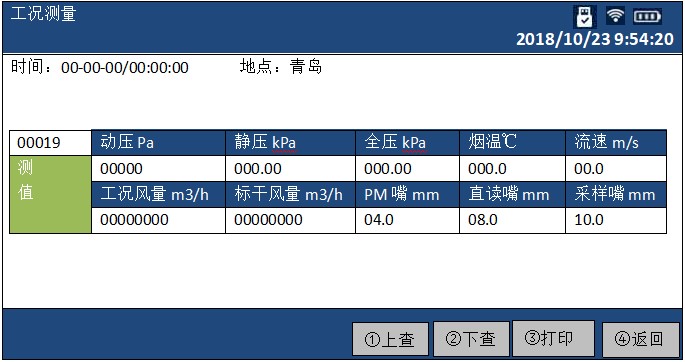 工况测量
2018/10/23 9:54:20
时间：00-00-00/00:00:00 地点：青岛
00019 动压 Pa 静压 kPa 全压 kPa 烟温℃ 流速 m/s
测 00000 000.00 000.00 000.0 00.0
值 工况风量 m3/h 标干风量 m3/h PM 嘴 mm 直读嘴 mm 采样嘴 mm
00000000 00000000 04.0 08.0 10.0
①上查 ②下查 ③打印 ④返回